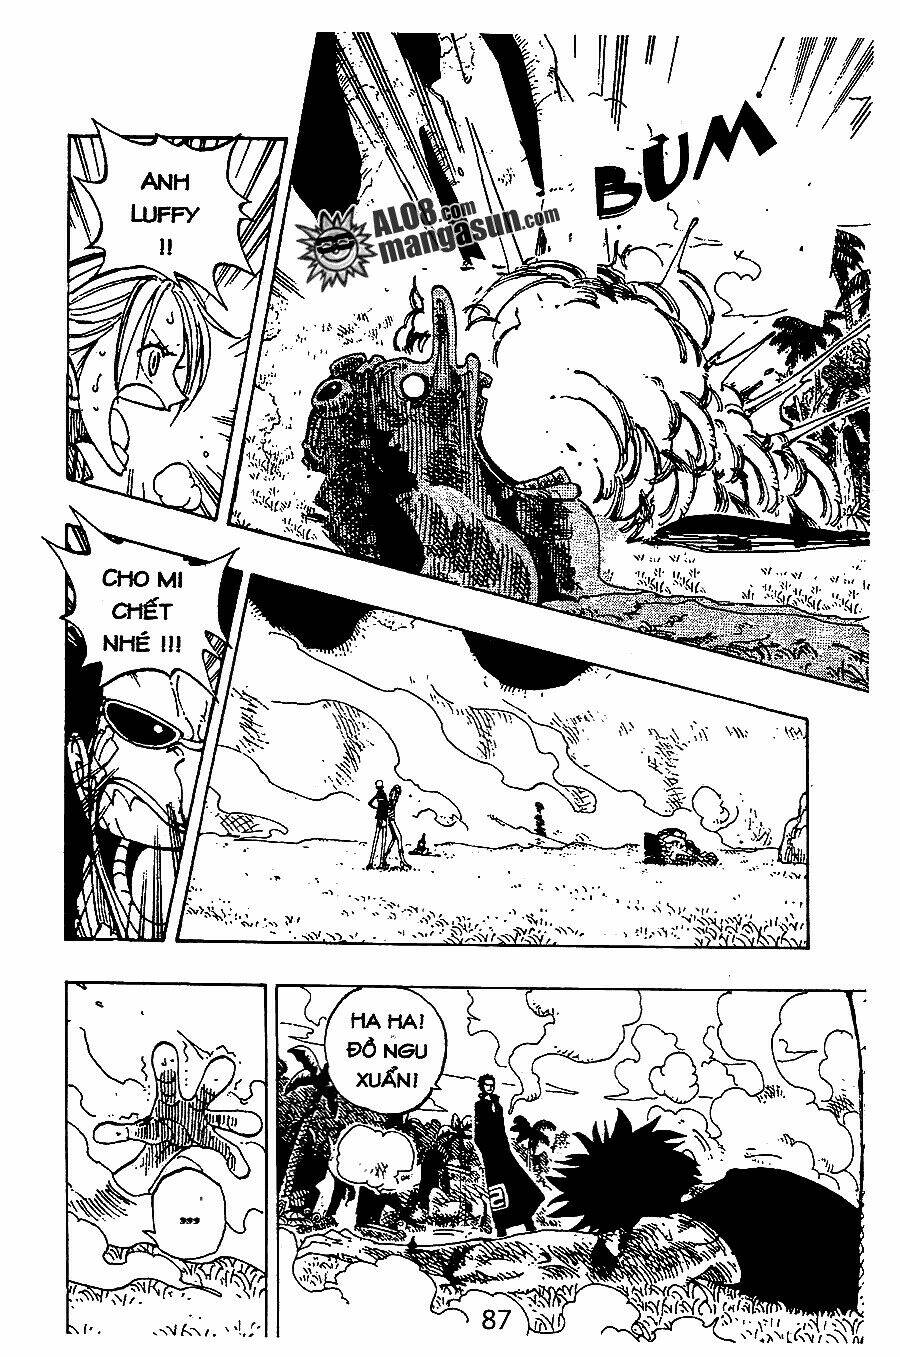 BÙM
ANH
LUFFY
!!
ALO8.com
mangasun.com
CHO MI
CHẾT
NHÉ !!!
HA HA!
ĐỒ NGU
XUẨN!
???
87